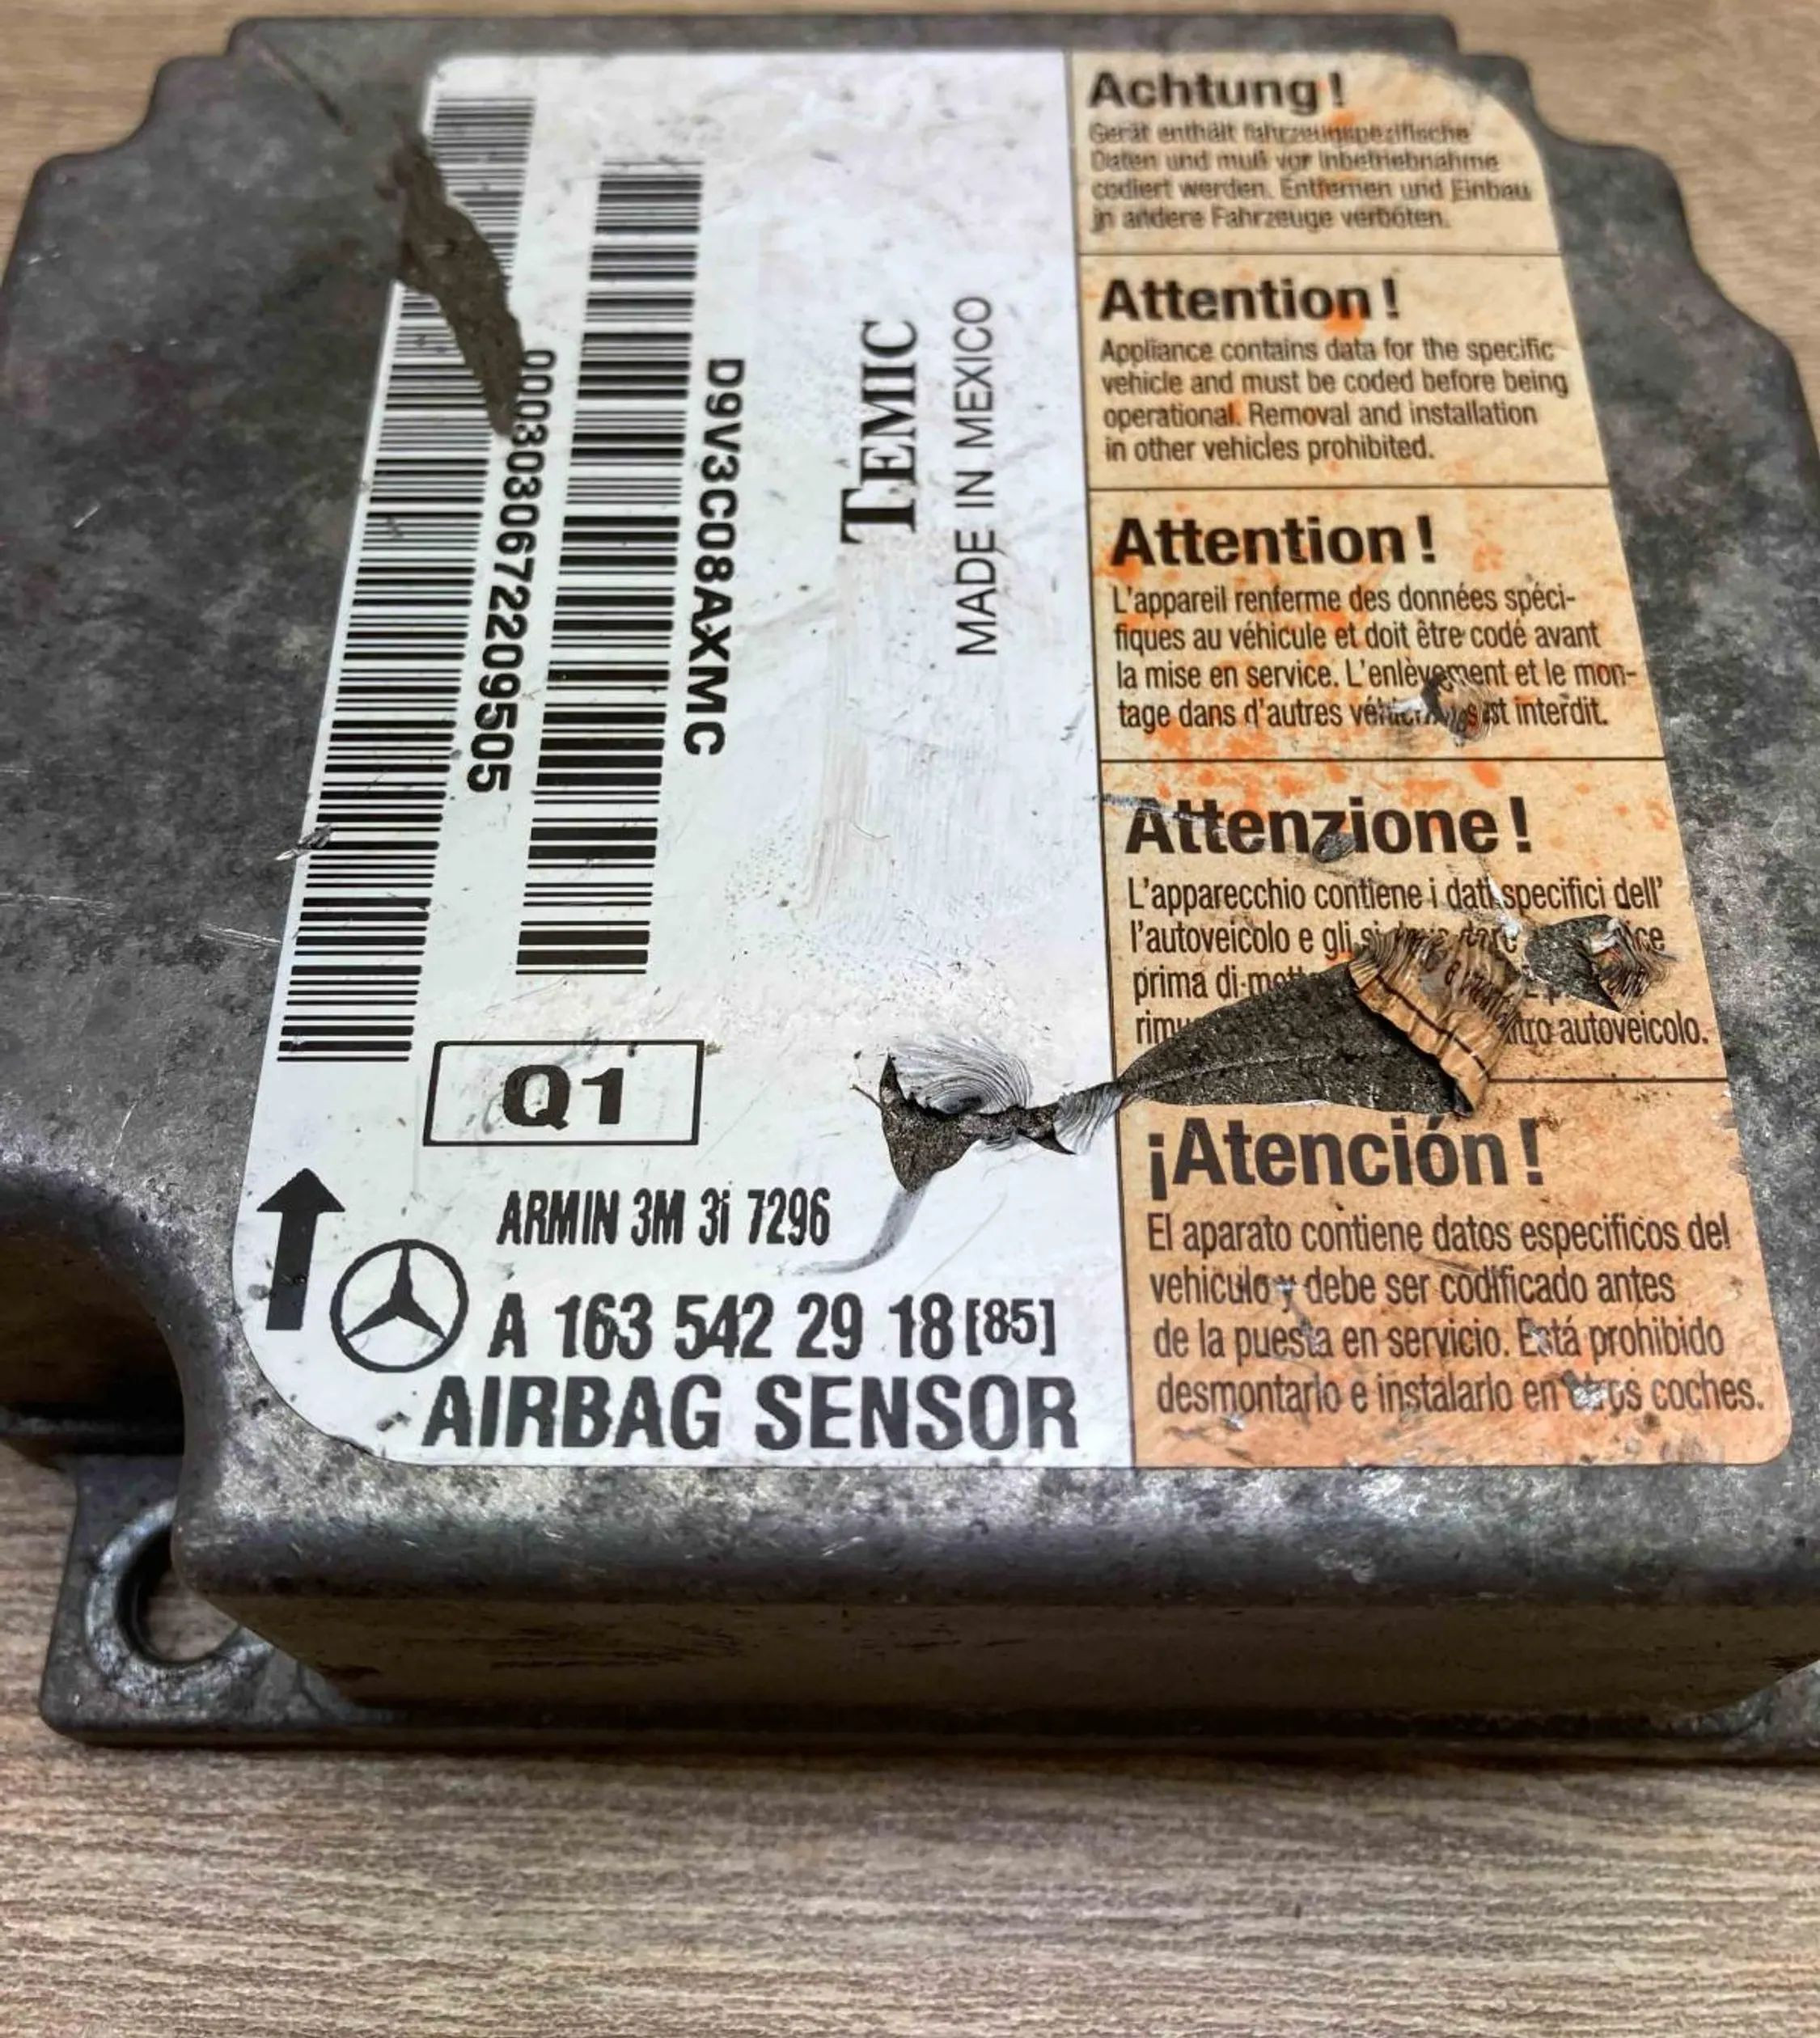 Achtung!
Gerät enthält fahrzeugspezifische
Daten und muß vor Inbetriebnahme
codiert werden. Entfernen und Einbau
in andere Fahrzeuge verboten.
Attention!
Appliance contains data for the specific
vehicle and must be coded before being
operational. Removal and installation
in other vehicles prohibited.
Attention!
L'appareil renferme des données spéci-
fiques au véhicule et doit être codé avant
la mise en service. L'enlèvement et le mon-
tage dans d'autres est interdit.
Attenzione!
L'apparecchio contiene i dati specifici dell'
l'autoveicolo e gli
prima di
autoveicolo.
¡Atención!
El aparato contiene datos especificos del
vehiculo y debe ser codificado antes
de la puesta en servicio. Está prohibido
desmontarlo e instalarlo en otros coches.
D9V3C08AXMC
TEMIC
MADE IN MEXICO
Q1
ARMIN 3M 3i 7296
A 163 542 29 18 [85]
AIRBAG SENSOR